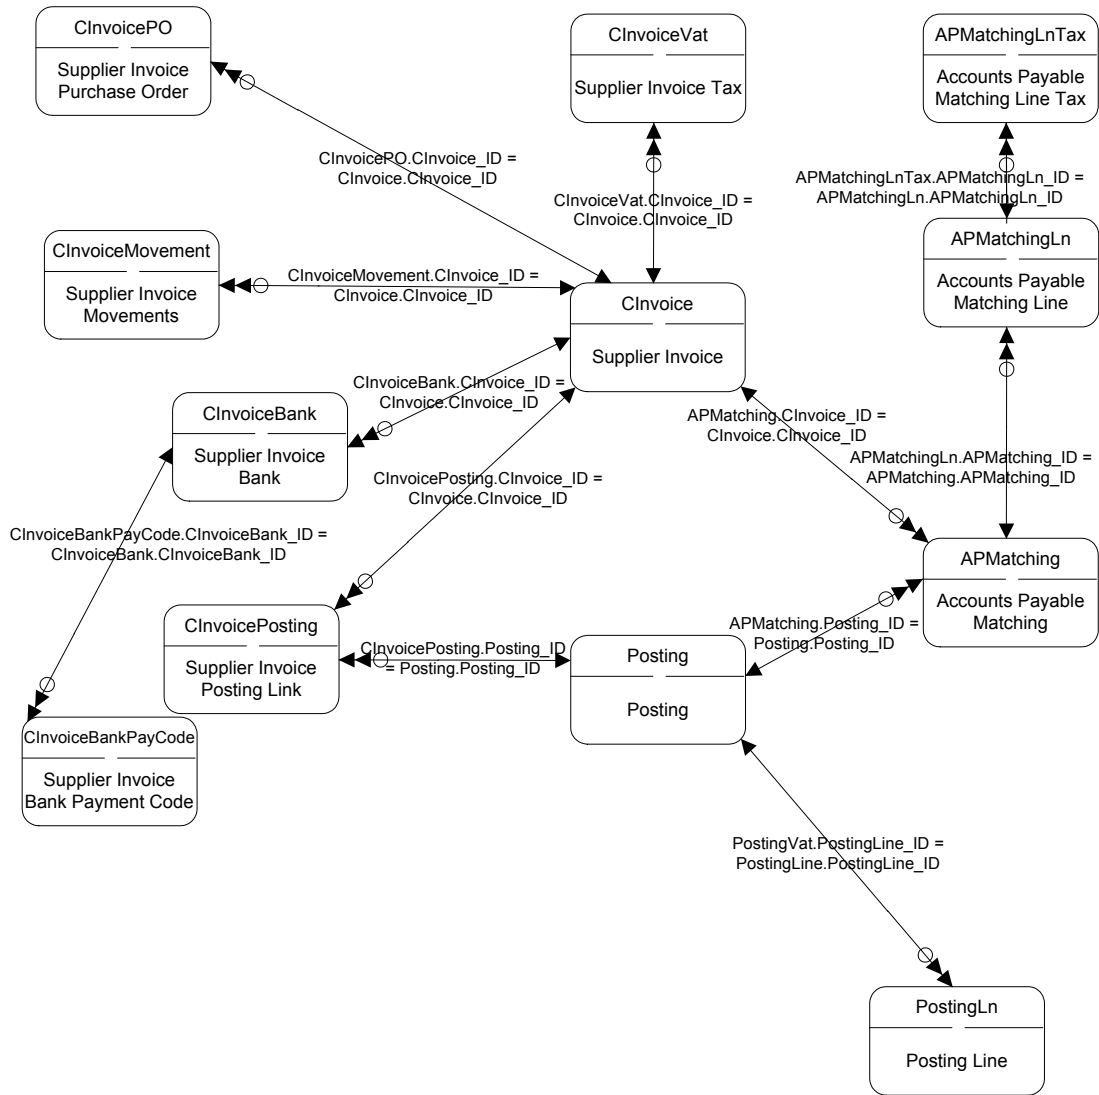 CInvoicePO
Supplier Invoice
Purchase Order
CInvoiceVat
Supplier Invoice Tax
APMatchingLnTax
Accounts Payable
Matching Line Tax
CInvoicePO.CInvoice_ID =
CInvoice.CInvoice_ID
CInvoiceVat.CInvoice_ID =
CInvoice.CInvoice_ID
APMatchingLnTax.APMatchingLn_ID =
APMatchingLn.APMatchingLn_ID
CInvoiceMovement
Supplier Invoice
Movements
CInvoiceMovement.CInvoice_ID =
CInvoice.CInvoice_ID
CInvoice
Supplier Invoice
APMatchingLn
Accounts Payable
Matching Line
CInvoiceBank.CInvoice_ID =
CInvoice.CInvoice_ID
CInvoiceBank
Supplier Invoice
Bank
APMatching.CInvoice_ID =
CInvoice.CInvoice_ID
APMatchingLn.APMatching_ID =
APMatching.APMatching_ID
CInvoicePosting.CInvoice_ID =
CInvoice.CInvoice_ID
CInvoiceBankPayCode.CInvoiceBank_ID =
CInvoiceBank.CInvoiceBank_ID
APMatching
Accounts Payable
Matching
CInvoicePosting
Supplier Invoice
Posting Link
CInvoicePosting.Posting_ID
= Posting.Posting_ID
Posting
Posting
APMatching.Posting_ID =
Posting.Posting_ID
CInvoiceBankPayCode
Supplier Invoice
Bank Payment Code
PostingVat.PostingLine_ID =
PostingLine.PostingLine_ID
PostingLn
Posting Line